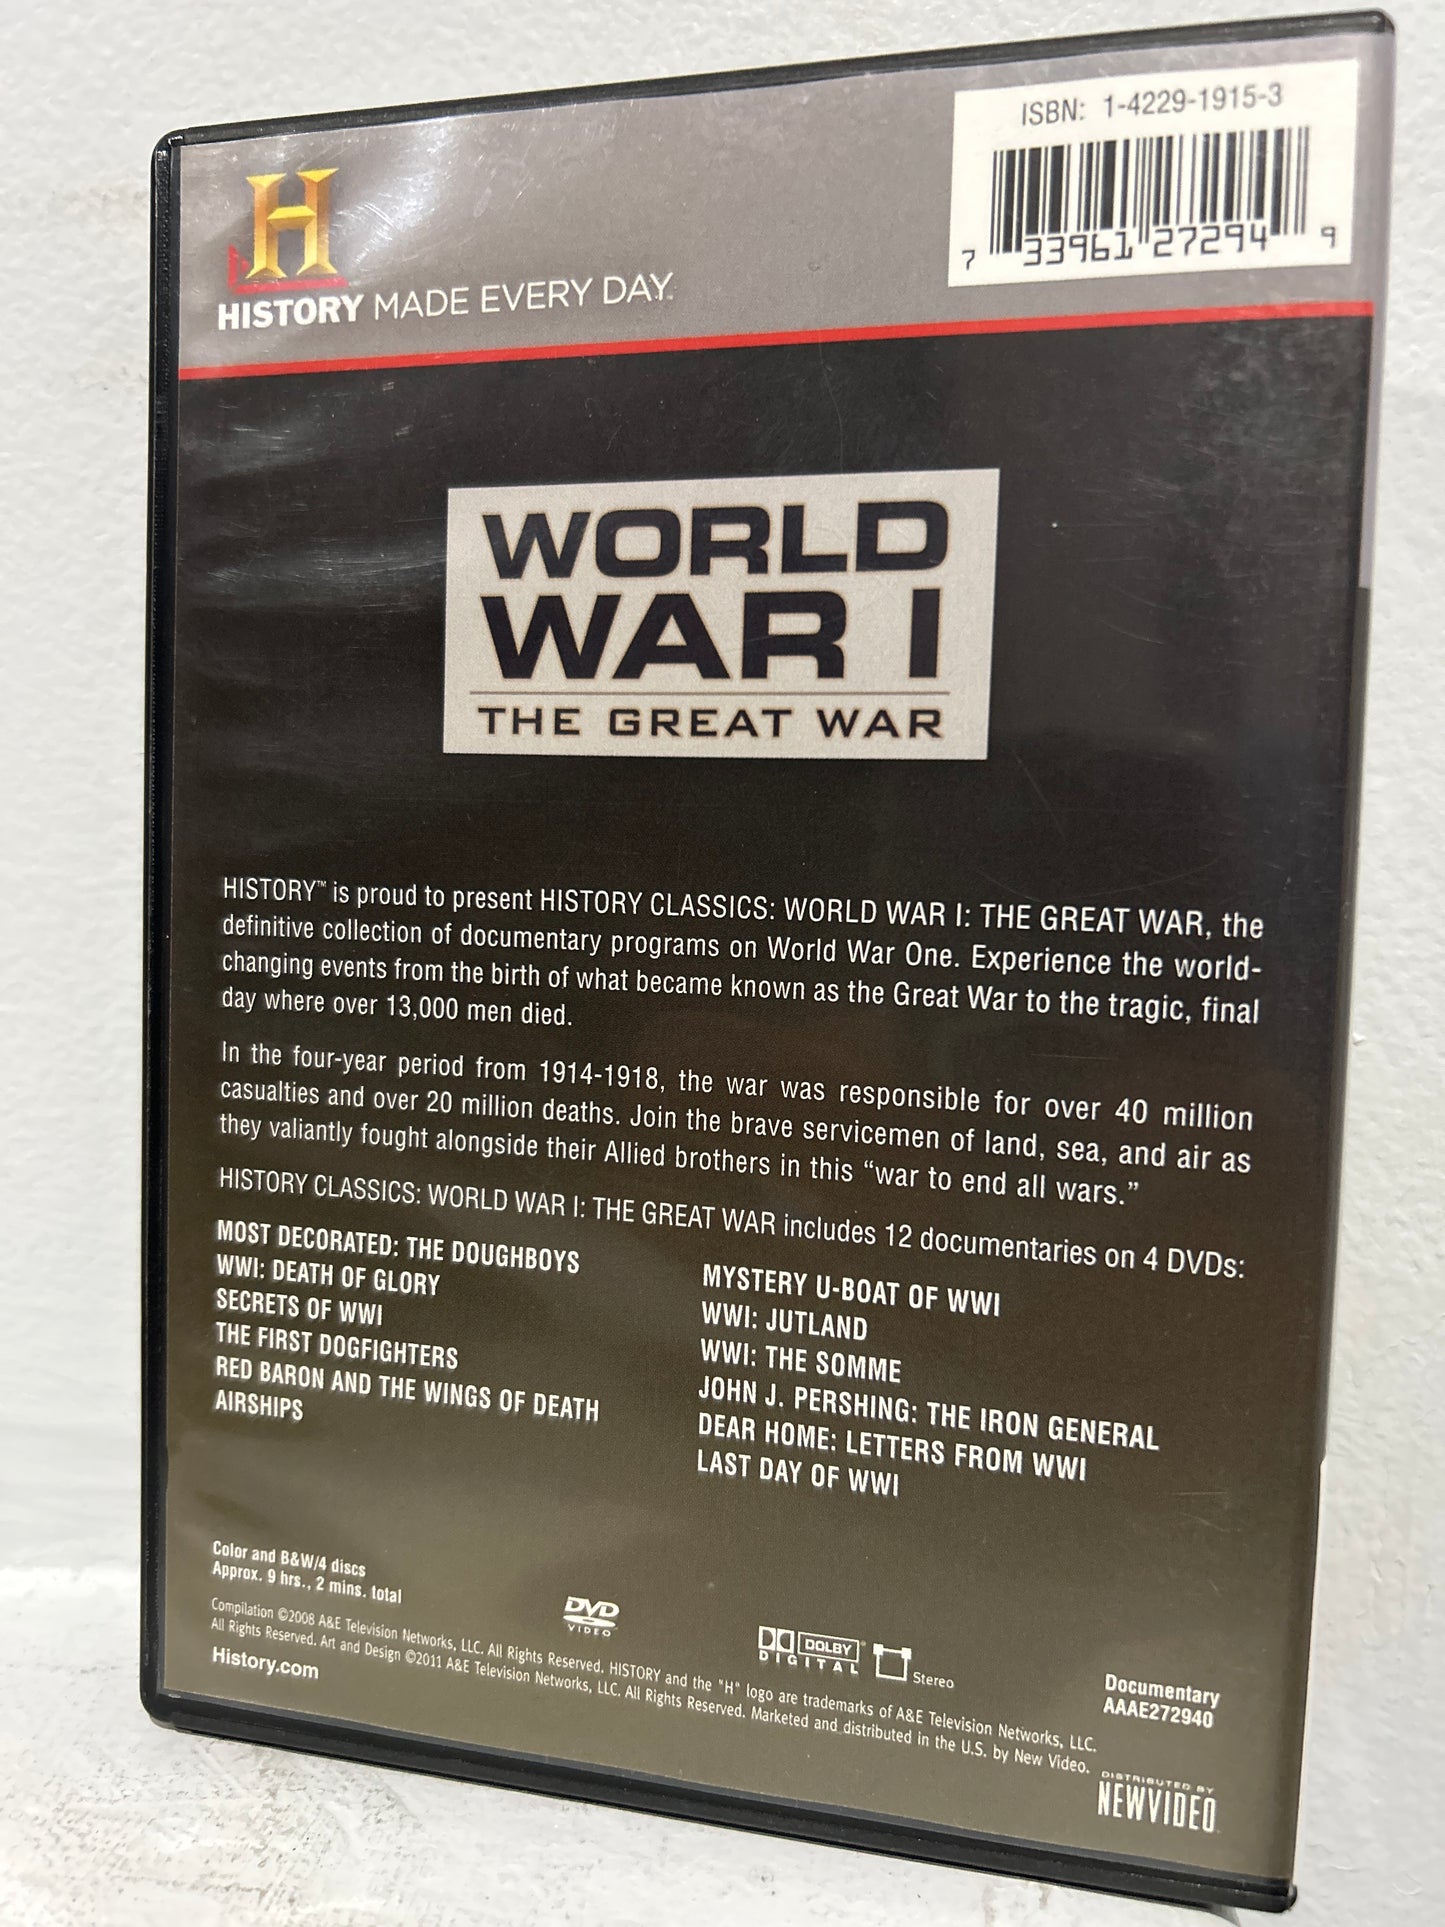 ISBN: 1-4229-1915-3
7 33961 27294 9
H
HISTORY MADE EVERY DAY.
WORLD
WAR I
THE GREAT WAR
HISTORY™ is proud to present HISTORY CLASSICS: WORLD WAR I: THE GREAT WAR, the
definitive collection of documentary programs on World War One. Experience the world-
changing events from the birth of what became known as the Great War to the tragic, final
day where over 13,000 men died.
In the four-year period from 1914-1918, the war was responsible for over 40 million
casualties and over 20 million deaths. Join the brave servicemen of land, sea, and air as
they valiantly fought alongside their Allied brothers in this “war to end all wars.”
HISTORY CLASSICS: WORLD WAR I: THE GREAT WAR includes 12 documentaries on 4 DVDs:
MOST DECORATED: THE DOUGHBOYS
WWI: DEATH OF GLORY
SECRETS OF WWI
THE FIRST DOGFIGHTERS
RED BARON AND THE WINGS OF DEATH
AIRSHIPS
MYSTERY U-BOAT OF WWI
WWI: JUTLAND
WWI: THE SOMME
JOHN J. PERSHING: THE IRON GENERAL
DEAR HOME: LETTERS FROM WWI
LAST DAY OF WWI
Color and B&W/4 discs
Approx. 9 hrs., 2 mins. total
DVD
VIDEO
DOLBY
DIGITAL
Stereo
Compilation ©2008 A&E Television Networks, LLC. All Rights Reserved. HISTORY and the "H" logo are trademarks of A&E Television Networks, LLC.
All Rights Reserved. Art and Design ©2011 A&E Television Networks, LLC. All Rights Reserved. Marketed and distributed in the U.S. by New Video.
History.com
Documentary
AAAE272940
DISTRIBUTED BY
NEWVIDEO